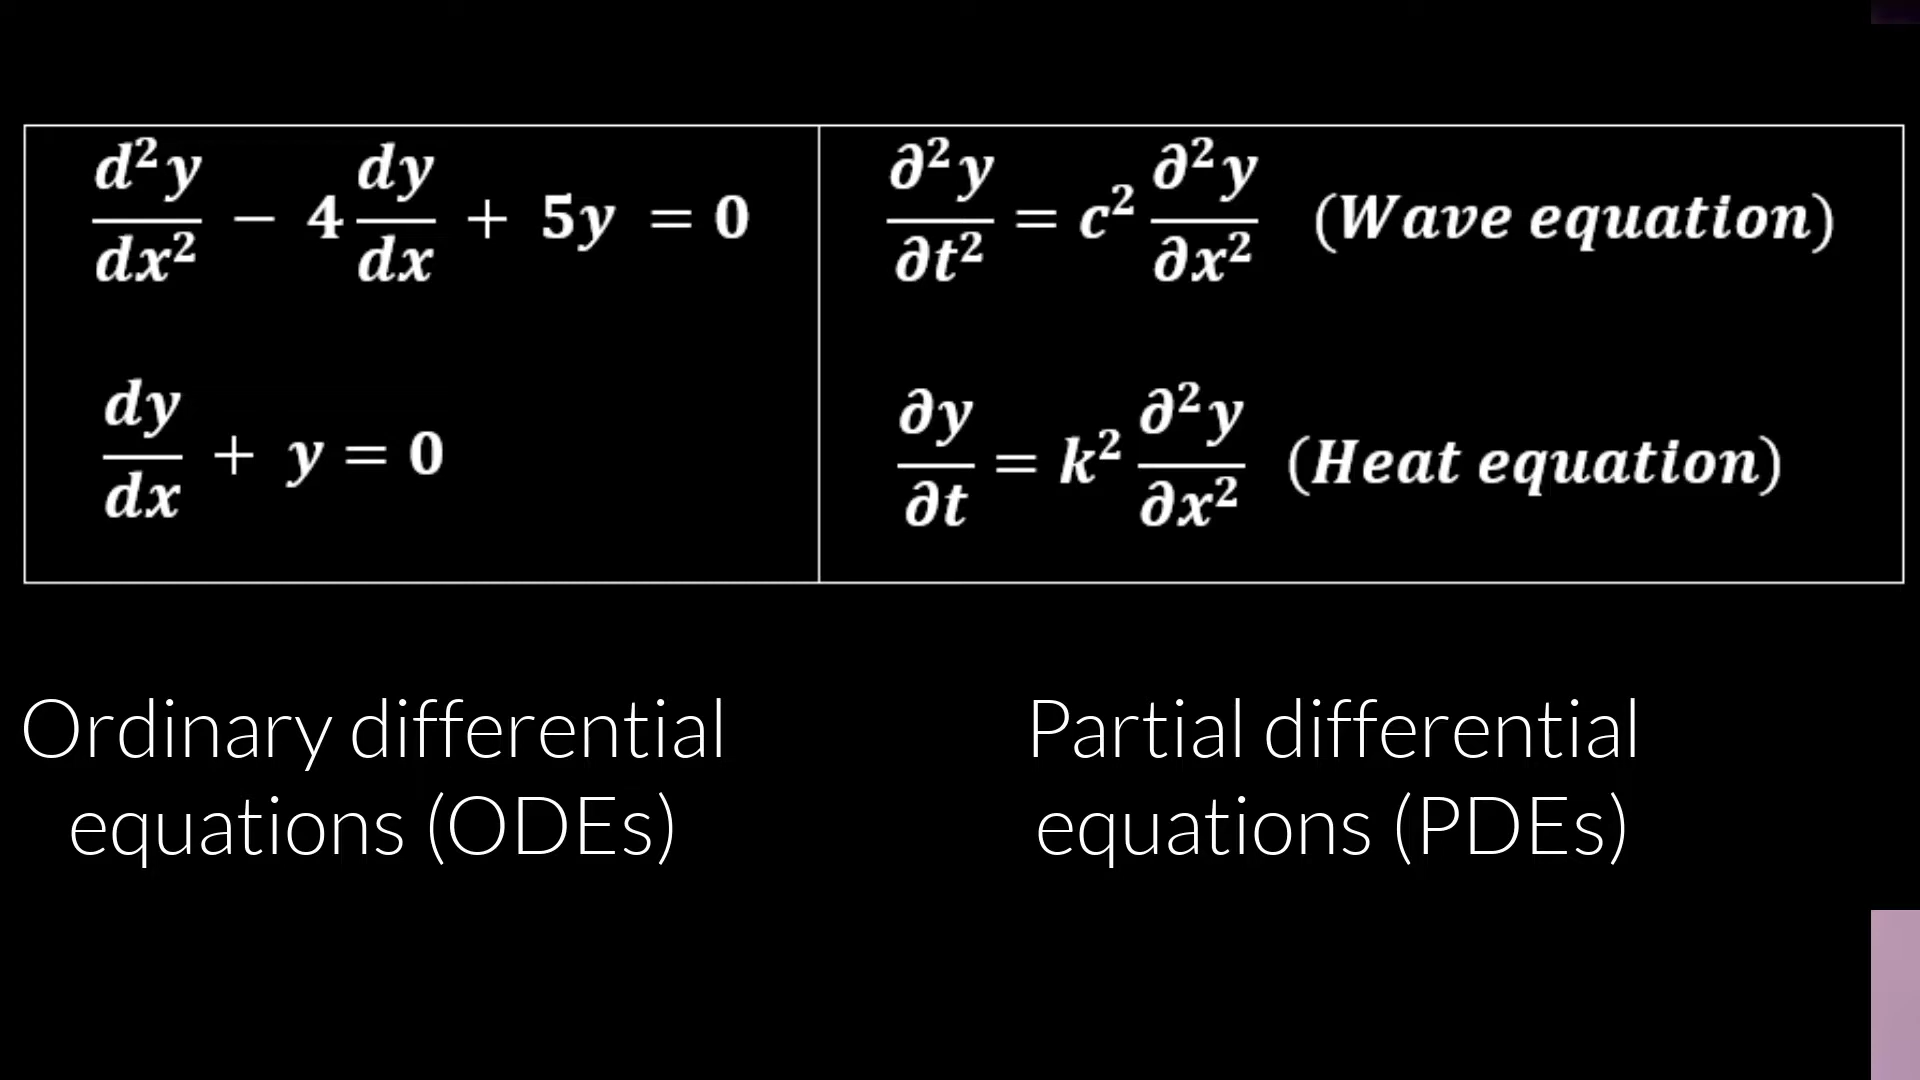 d²y/dx² − 4 dy/dx + 5y = 0
dy/dx + y = 0
∂²y/∂t² = c² ∂²y/∂x² (Wave equation)
∂y/∂t = k² ∂²y/∂x² (Heat equation)
Ordinary differential
equations (ODEs)
Partial differential
equations (PDEs)